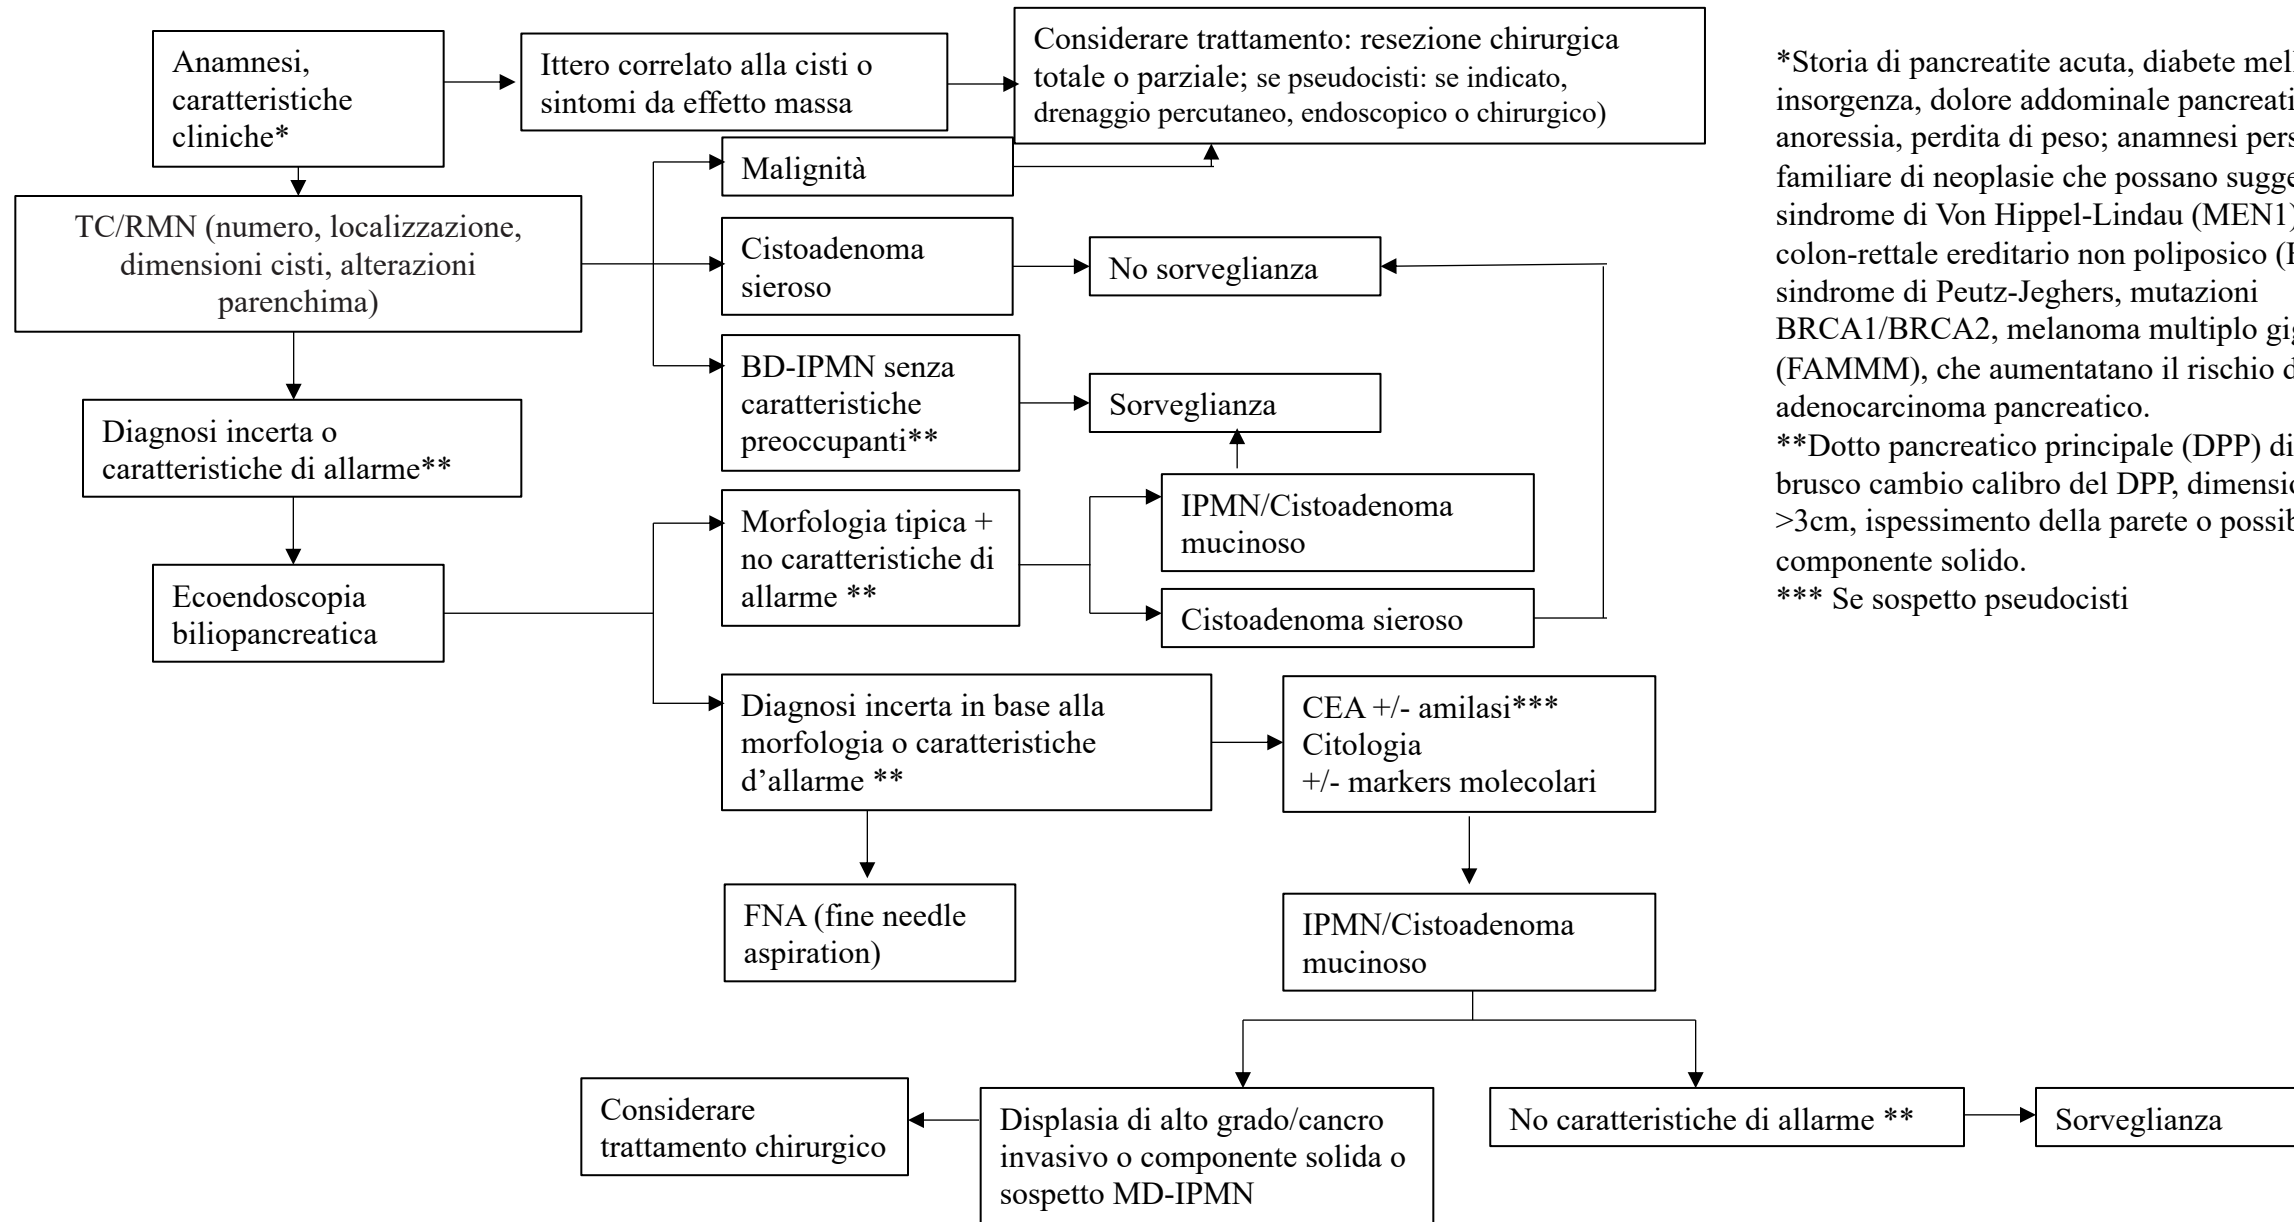 Anamnesi,
caratteristiche
cliniche*
Ittero correlato alla cisti o
sintomi da effetto massa
Considerare trattamento: resezione chirurgica
totale o parziale; se pseudocisti: se indicato,
drenaggio percutaneo, endoscopico o chirurgico)
TC/RMN (numero, localizzazione,
dimensioni cisti, alterazioni
parenchima)
Malignità
Cistoadenoma
sieroso
No sorveglianza
BD-IPMN senza
caratteristiche
preoccupanti**
Sorveglianza
Diagnosi incerta o
caratteristiche di allarme**
Ecoendoscopia
biliopancreatica
Morfologia tipica +
no caratteristiche di
allarme **
IPMN/Cistoadenoma
mucinoso
Cistoadenoma sieroso
Diagnosi incerta in base alla
morfologia o caratteristiche
d’allarme **
CEA +/- amilasi***
Citologia
+/- markers molecolari
FNA (fine needle
aspiration)
IPMN/Cistoadenoma
mucinoso
Considerare
trattamento chirurgico
Displasia di alto grado/cancro
invasivo o componente solida o
sospetto MD-IPMN
No caratteristiche di allarme **
Sorveglianza
*Storia di pancreatite acuta, diabete
insorgenza, dolore addominale
anoressia, perdita di peso; anamnesi
familiare di neoplasie che possano
sindrome di Von Hippel-Lindau (MEN1)
colon-rettale ereditario non poliposico
sindrome di Peutz-Jeghers, mutazioni
BRCA1/BRCA2, melanoma multiplo
(FAMMM), che aumentatano il rischio
adenocarcinoma pancreatico.
**Dotto pancreatico principale (DPP)
brusco cambio calibro del DPP,
>3cm, ispessimento della parete o
componente solido.
*** Se sospetto pseudocisti